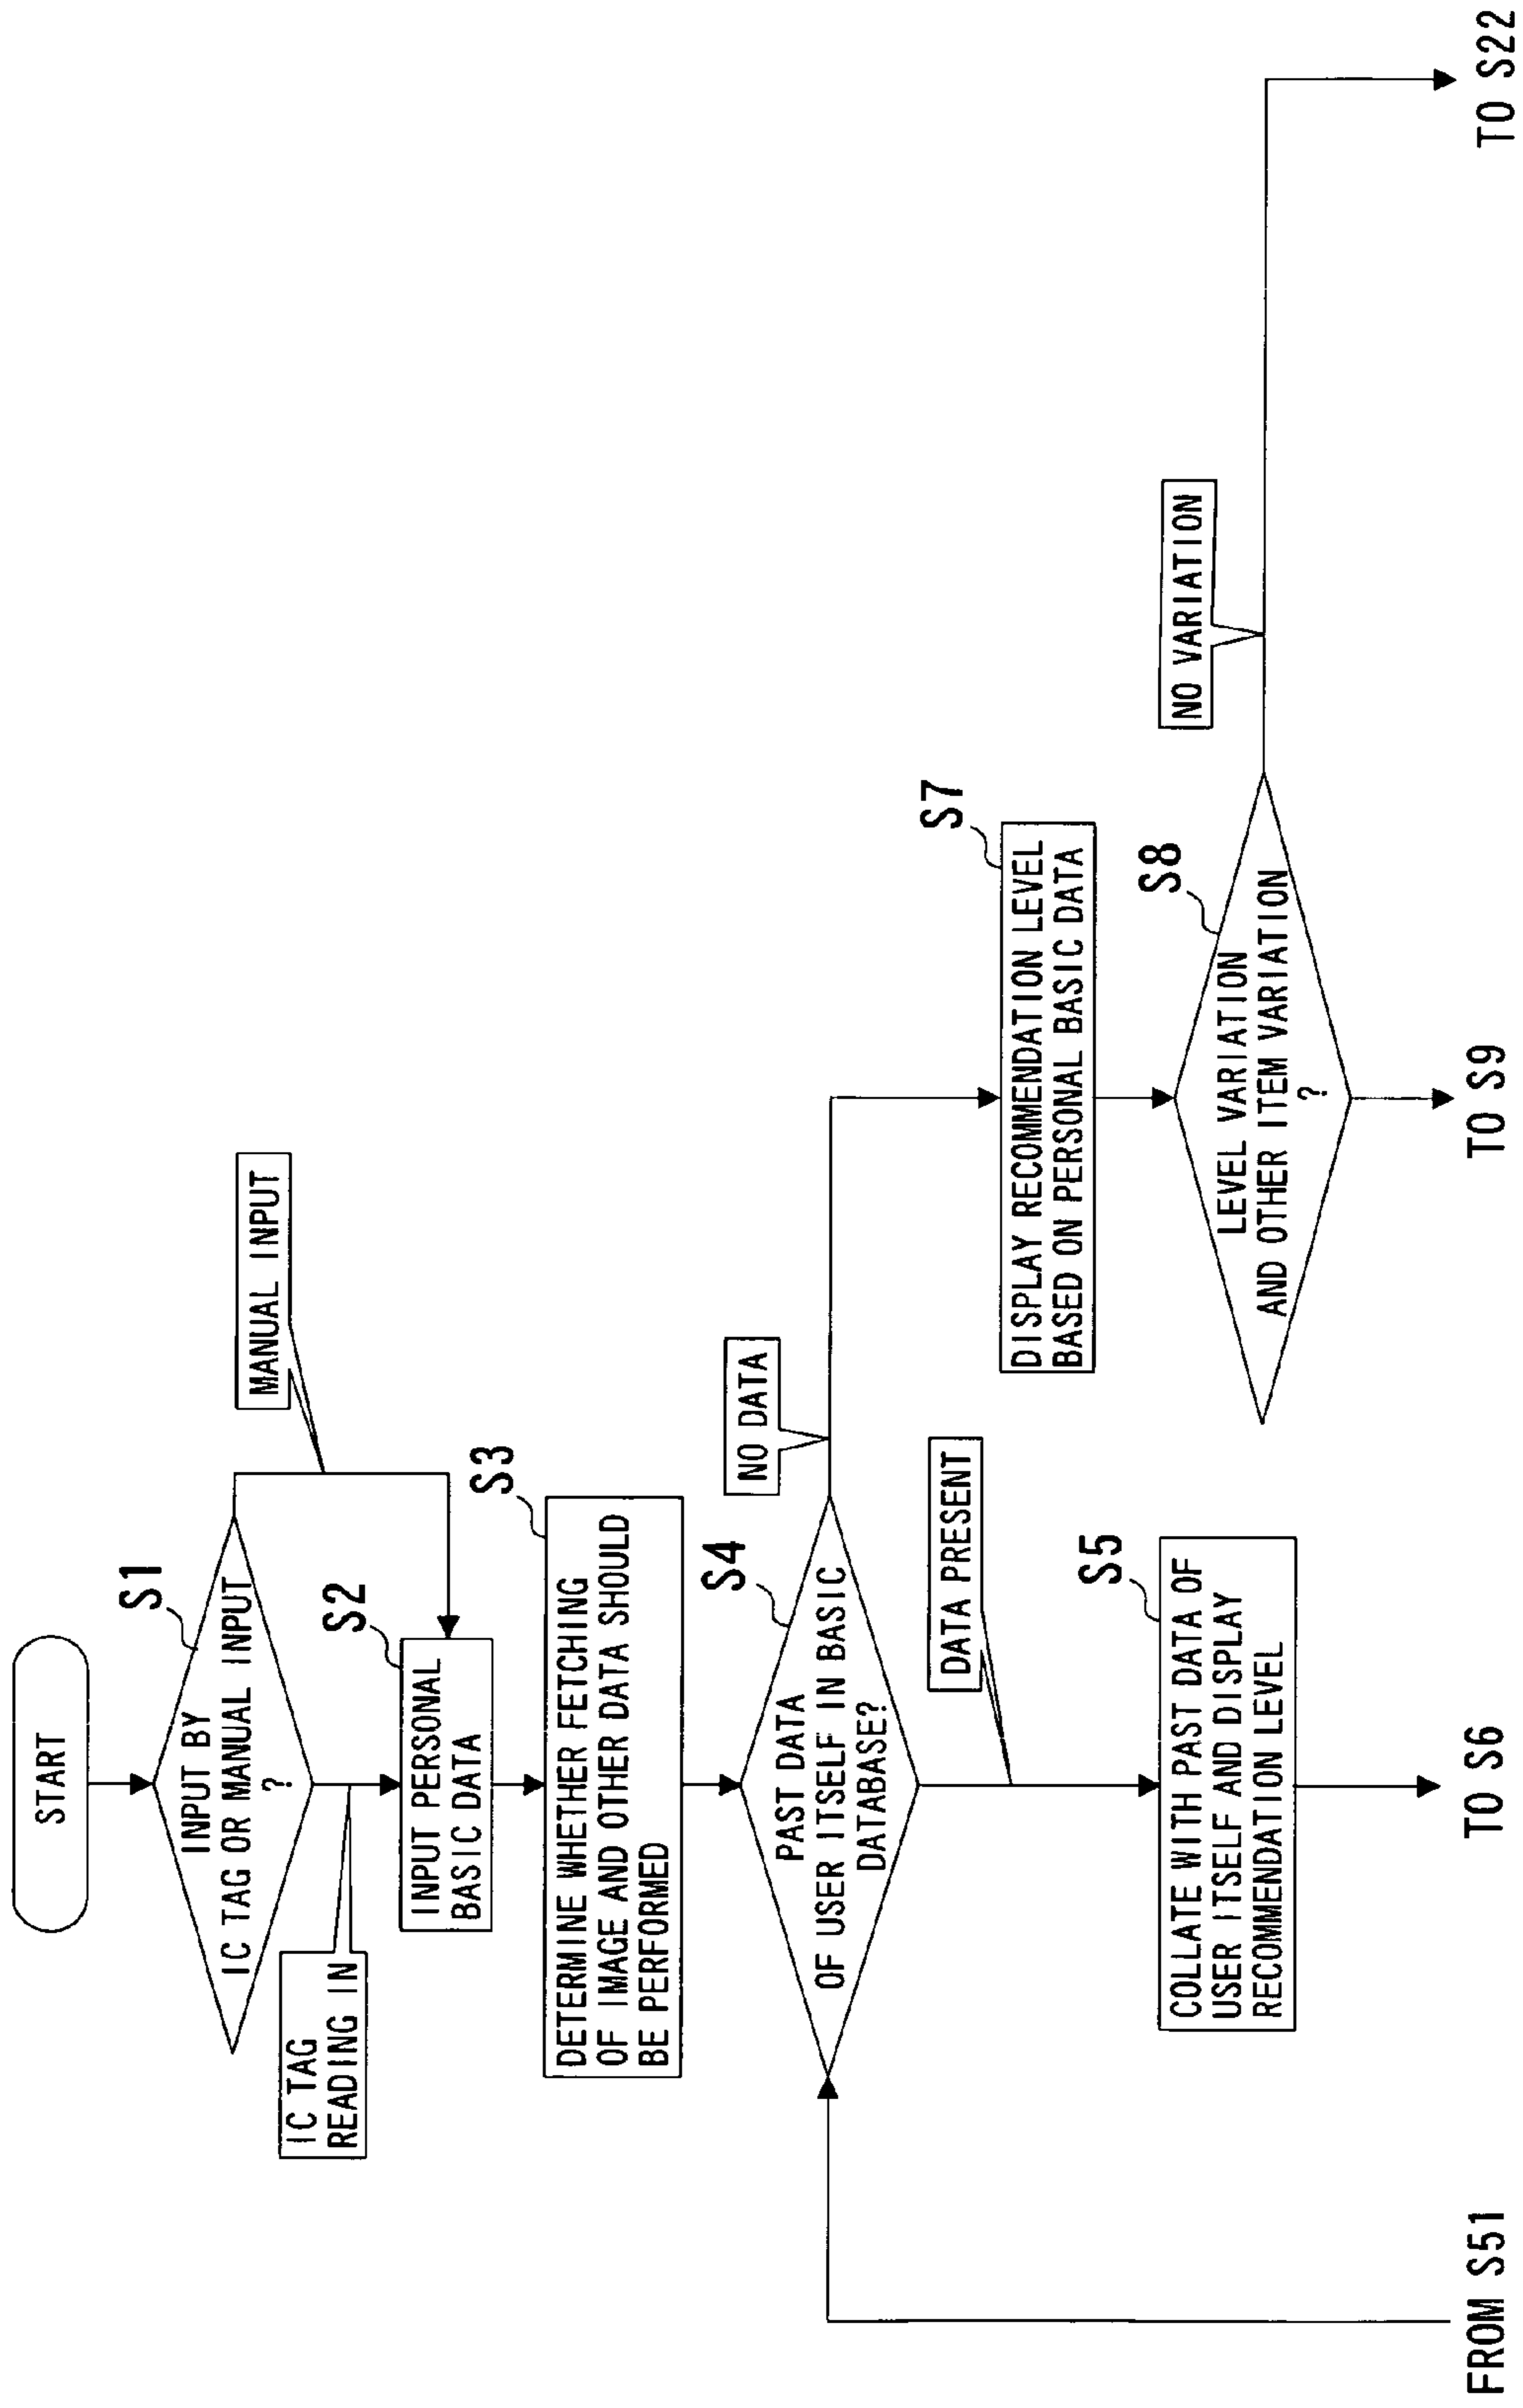 START
S1
INPUT BY
IC TAG OR MANUAL INPUT
?
MANUAL INPUT
IC TAG
READING IN
S2
INPUT PERSONAL
BASIC DATA
S3
DETERMINE WHETHER FETCHING
OF IMAGE AND OTHER DATA SHOULD
BE PERFORMED
S4
PAST DATA
OF USER ITSELF IN BASIC
DATABASE?
NO DATA
DATA PRESENT
S5
COLLATE WITH PAST DATA OF
USER ITSELF AND DISPLAY
RECOMMENDATION LEVEL
S7
DISPLAY RECOMMENDATION LEVEL
BASED ON PERSONAL BASIC DATA
S8
LEVEL VARIATION
AND OTHER ITEM VARIATION
?
NO VARIATION
FROM S51
TO S6
TO S9
TO S22